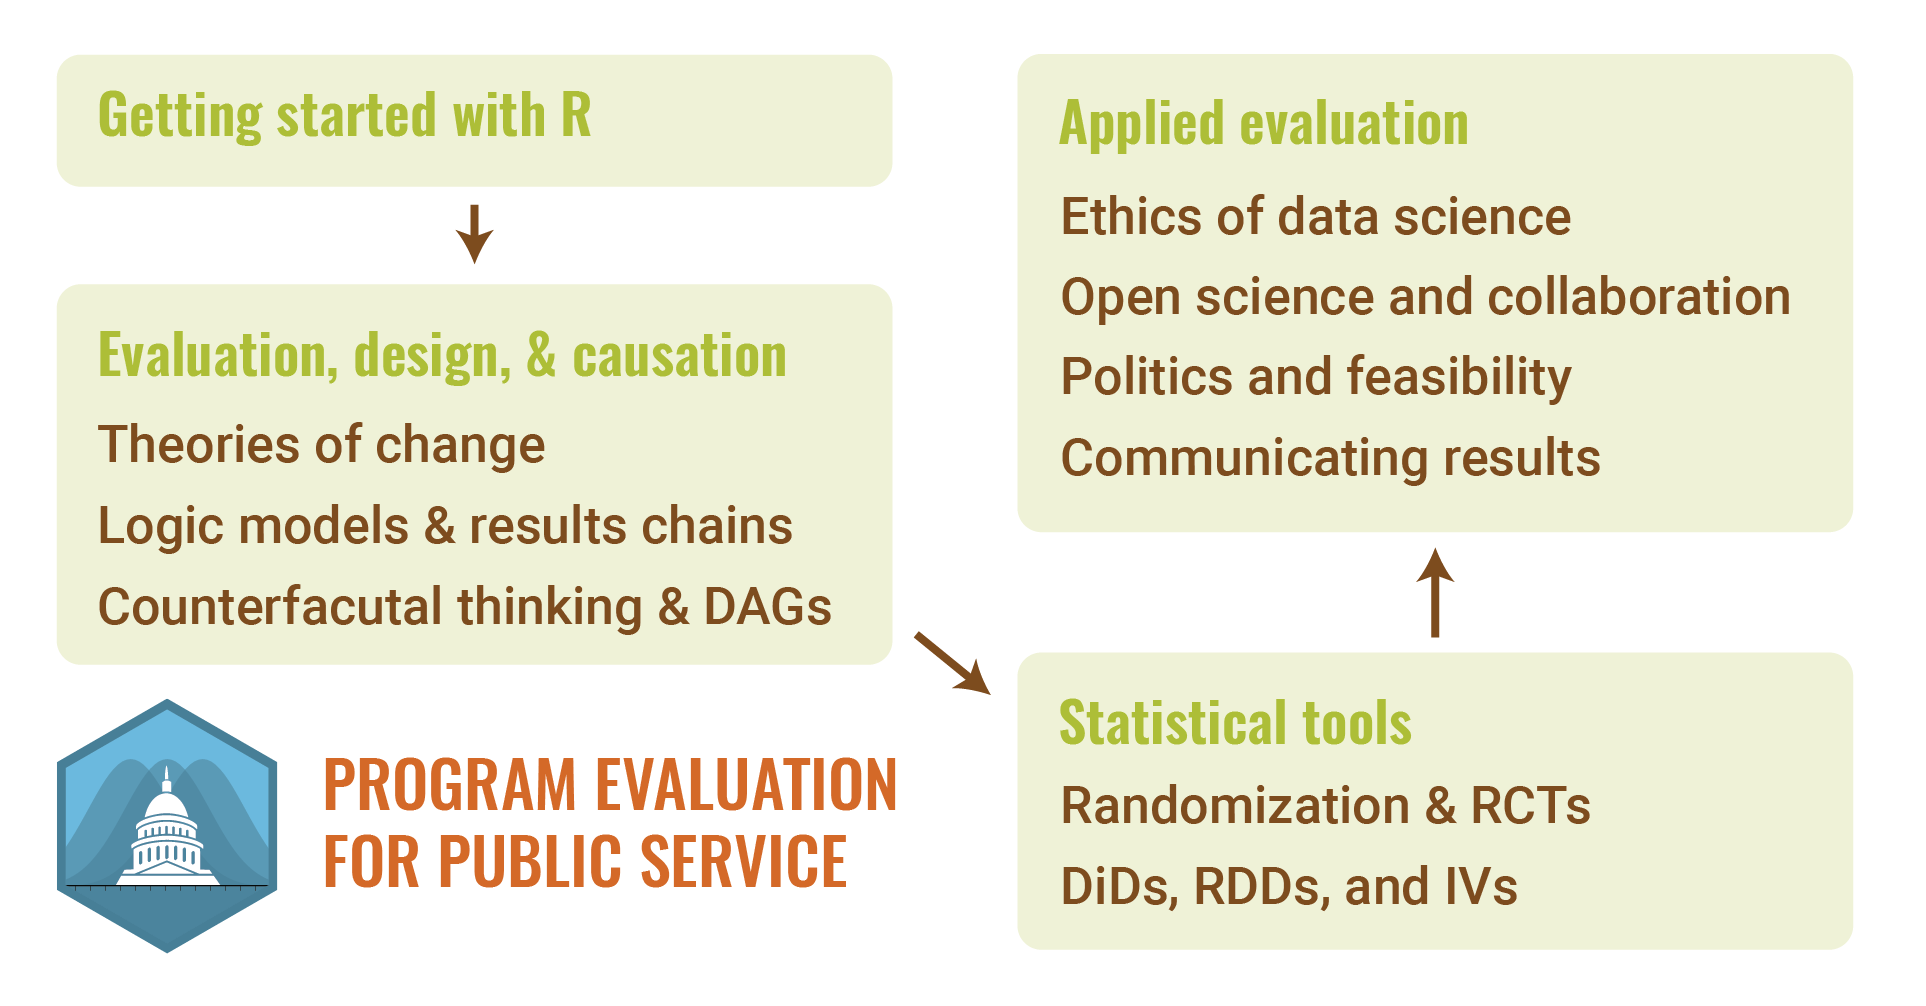 Getting started with R
Evaluation, design, & causation
Theories of change
Logic models & results chains
Counterfacutal thinking & DAGs
Statistical tools
Randomization & RCTs
DiDs, RDDs, and IVs
Applied evaluation
Ethics of data science
Open science and collaboration
Politics and feasibility
Communicating results
PROGRAM EVALUATION
FOR PUBLIC SERVICE